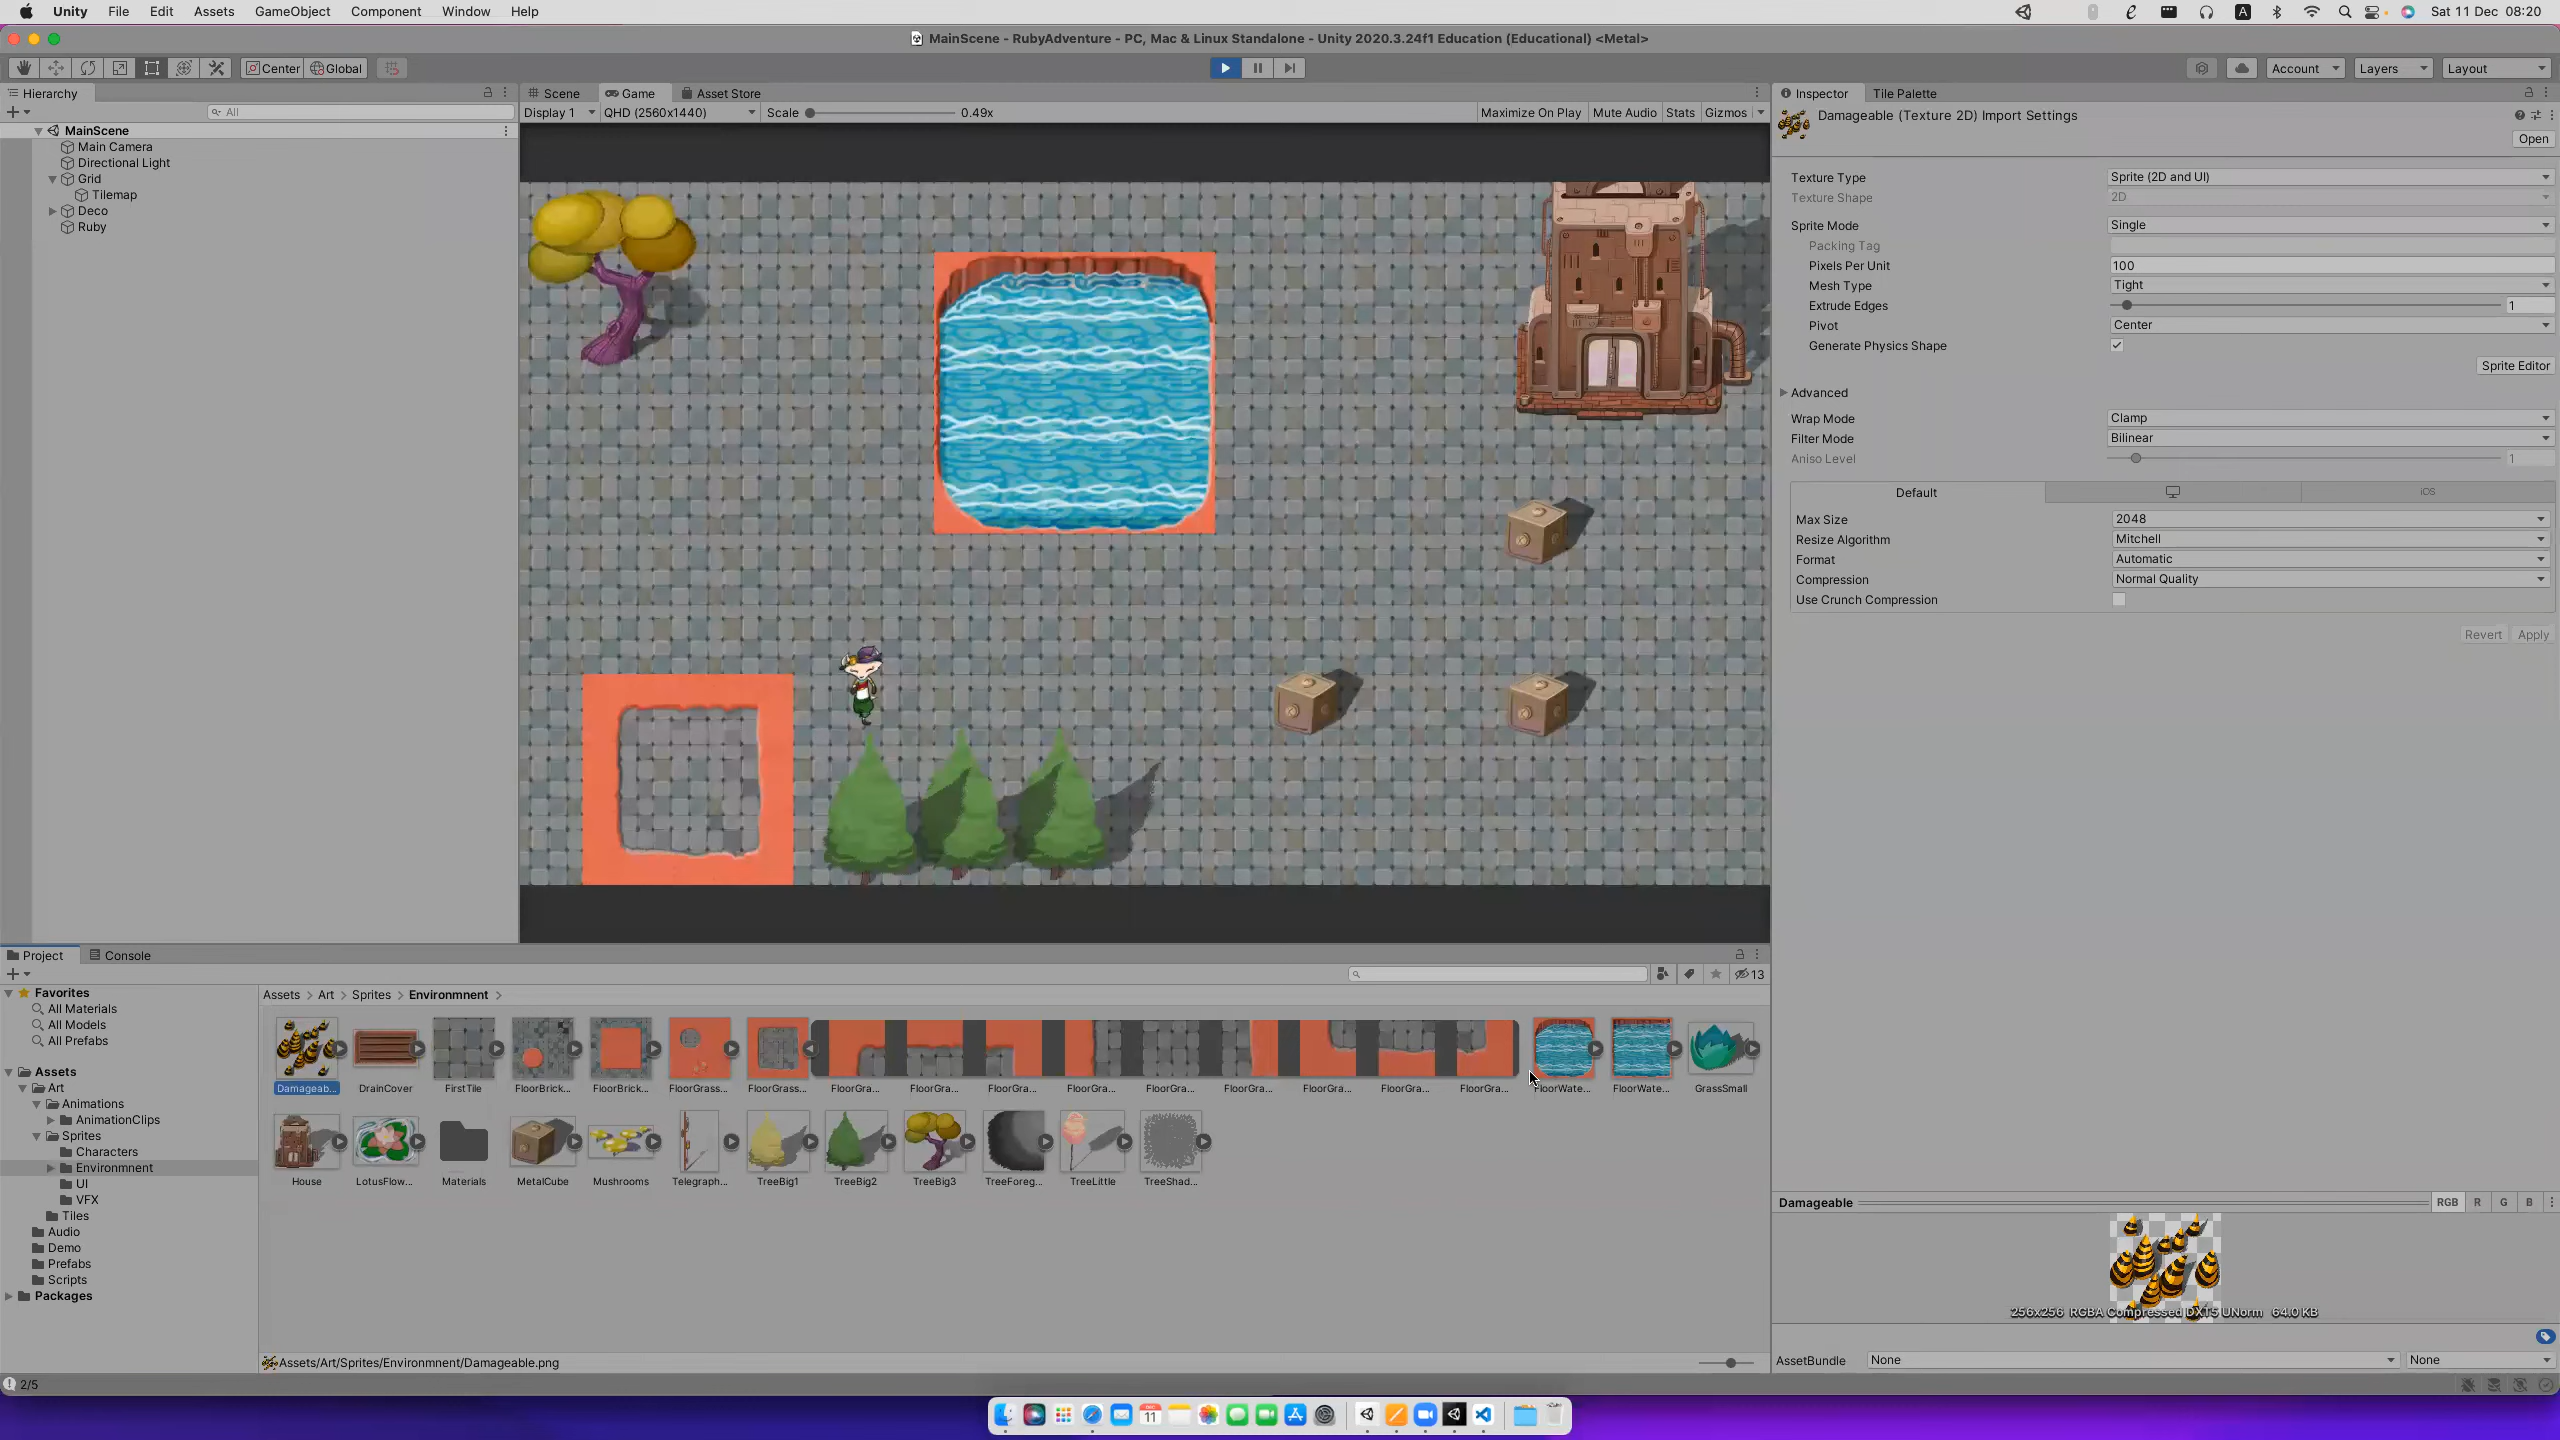 Unity File Edit Assets GameObject Component Window Help A Sat 11 Dec 08:20
MainScene - RubyAdventure - PC, Mac & Linux Standalone - Unity 2020.3.24f1 Education (Educational) <Metal>
Center Global Account Layers Layout
Hierarchy
All
MainScene
Main Camera
Directional Light
Grid
Tilemap
Deco
Ruby
Scene Game Asset Store
Display 1 QHD (2560x1440) Scale 0.49x Maximize On Play Mute Audio Stats Gizmos
Inspector Tile Palette
Damageable (Texture 2D) Import Settings
Open
Texture Type Sprite (2D and UI)
Texture Shape 2D
Sprite Mode Single
Packing Tag
Pixels Per Unit 100
Mesh Type Tight
Extrude Edges 1
Pivot Center
Generate Physics Shape
Sprite Editor
Advanced
Wrap Mode Clamp
Filter Mode Bilinear
Aniso Level 1
Default iOS
Max Size 2048
Resize Algorithm Mitchell
Format Automatic
Compression Normal Quality
Use Crunch Compression
Revert Apply
Project Console
13
Favorites
All Materials
All Models
All Prefabs
Assets
Art
Animations
AnimationClips
Sprites
Characters
Environmnent
UI
VFX
Tiles
Audio
Demo
Prefabs
Scripts
Packages
Assets > Art > Sprites > Environmnent >
Damageab... DrainCover FirstTile FloorBrick... FloorBrick... FloorGrass... FloorGrass... FloorGra... FloorGra... FloorGra... FloorGra... FloorGra... FloorGra... FloorGra... FloorGra... FloorGra... FloorWate... FloorWate... GrassSmall
House LotusFlow... Materials MetalCube Mushrooms Telegraph... TreeBig1 TreeBig2 TreeBig3 TreeForeg... TreeLittle TreeShad...
Assets/Art/Sprites/Environmnent/Damageable.png
Damageable RGB R G B
256x256 RGBA Compressed DXT5 UNorm 64.0 KB
AssetBundle None None
2/5
DEC
11